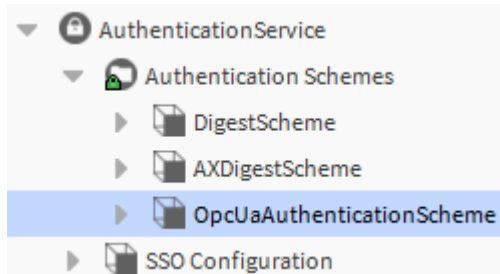 AuthenticationService
Authentication Schemes
DigestScheme
AXDigestScheme
OpcUaAuthenticationScheme
SSO Configuration